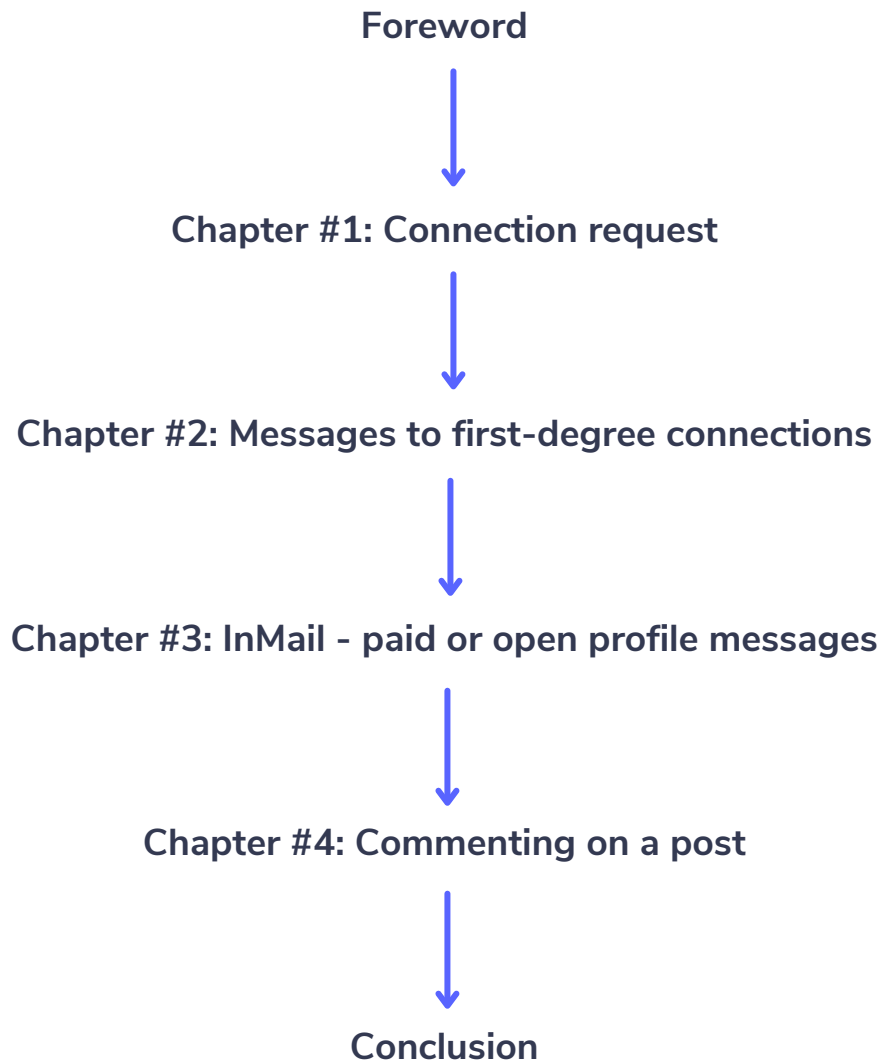 Foreword
Chapter #1: Connection request
Chapter #2: Messages to first-degree connections
Chapter #3: InMail - paid or open profile messages
Chapter #4: Commenting on a post
Conclusion